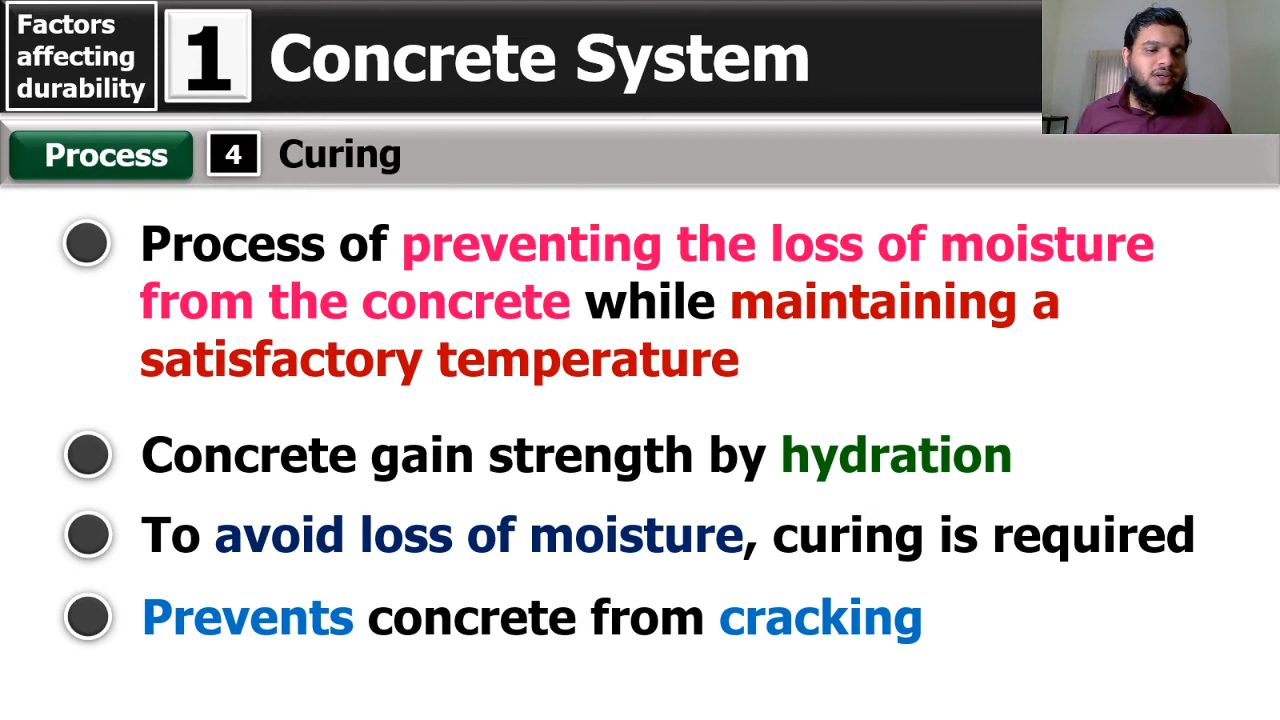 Factors
affecting
durability
1
Concrete System
Process
4
Curing
Process of preventing the loss of moisture
from the concrete while maintaining a
satisfactory temperature
Concrete gain strength by hydration
To avoid loss of moisture, curing is required
Prevents concrete from cracking